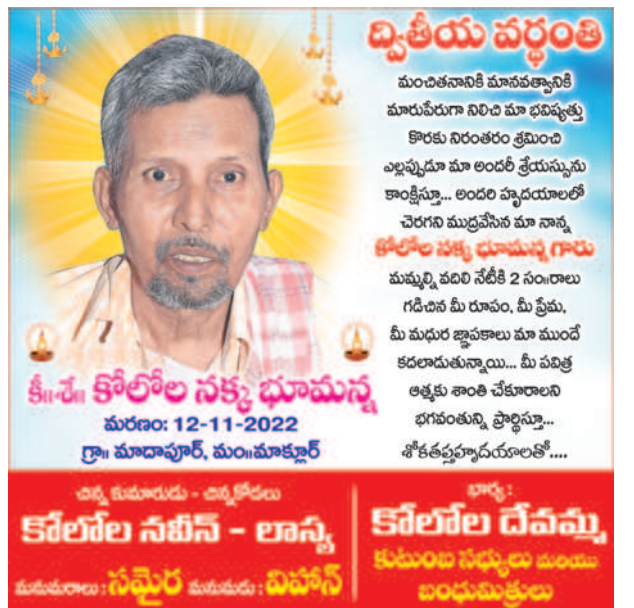 ద్వితీయ వర్ధంతి
మంచితనానికి మానవత్వానికి
మారుపేరుగా నిలిచి మా భవిష్యత్తు
కొరకు నిరంతరం శ్రమించి
ఎల్లప్పుడూ మా అందరీ శ్రేయస్సును
కాంక్షిస్తూ... అందరి హృదయాలలో
చెరగని ముద్రవేసిన మా నాన్న
కోలోల నక్క భూమన్న గారు
మమ్మల్ని వదిలి నేటికి 2 సం॥రాలు
గడిచిన మీ రూపం, మీ ప్రేమ,
మీ మధుర జ్ఞాపకాలు మా ముందే
కదలాడుతున్నాయి... మీ పవిత్ర
ఆత్మకు శాంతి చేకూరాలని
భగవంతున్ని ప్రార్థిస్తూ...
శోకతప్తహృదయాలతో....
కీ॥శే॥ కోలోల నక్క భూమన్న
మరణం: 12-11-2022
గ్రా॥ మాదాపూర్, మం॥మాక్లూర్
చిన్న కుమారుడు - చిన్నకోడలు
కోలోల నవీన్ - లాస్య
మనుమరాలు : సమైర మనుమడు : విహాన్
భార్య :
కోలోల దేవమ్మ
కుటుంబ సభ్యులు మరియు
బంధుమిత్రులు